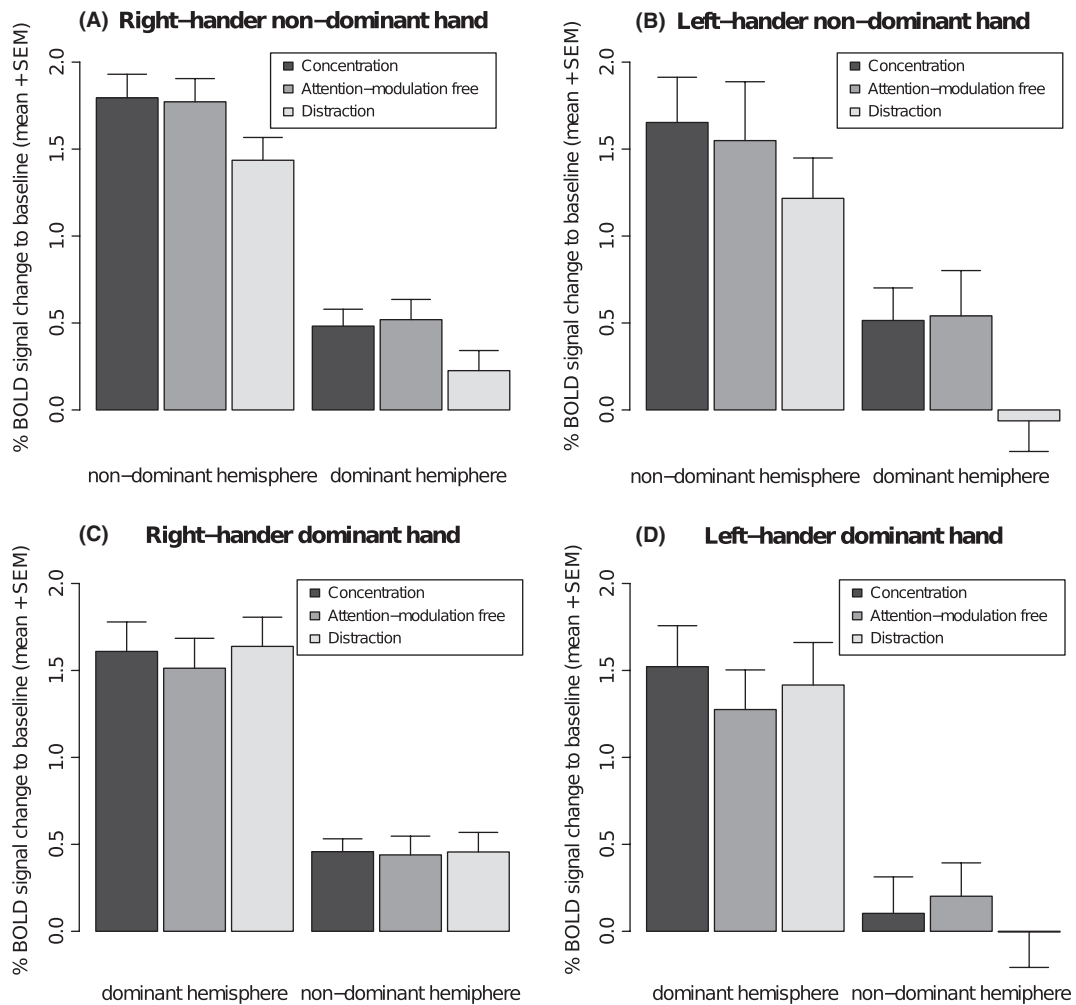 (A) Right−hander non−dominant hand
% BOLD signal change to baseline (mean + SEM)
2.0
1.5
1.0
0.5
0.0
Concentration
Attention−modulation free
Distraction
non−dominant hemisphere
dominant hemiphere
(B) Left−hander non−dominant hand
% BOLD signal change to baseline (mean + SEM)
2.0
1.5
1.0
0.5
0.0
Concentration
Attention−modulation free
Distraction
non−dominant hemisphere
dominant hemiphere
(C) Right−hander dominant hand
% BOLD signal change to baseline (mean + SEM)
2.0
1.5
1.0
0.5
0.0
Concentration
Attention−modulation free
Distraction
dominant hemisphere
non−dominant hemiphere
(D) Left−hander dominant hand
% BOLD signal change to baseline (mean + SEM)
2.0
1.5
1.0
0.5
0.0
Concentration
Attention−modulation free
Distraction
dominant hemisphere
non−dominant hemiphere